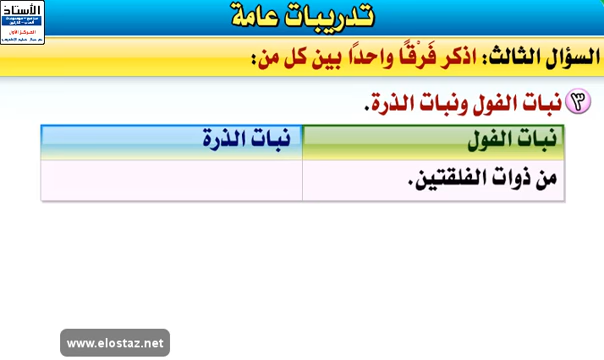 الأستاذ
تدريبات عامة
السؤال الثالث: اذكر فَرْقًا واحدًا بين كل من:
٣ نبات الفول ونبات الذرة.
نبات الفول نبات الذرة
من ذوات الفلقتين.
www.elostaz.net